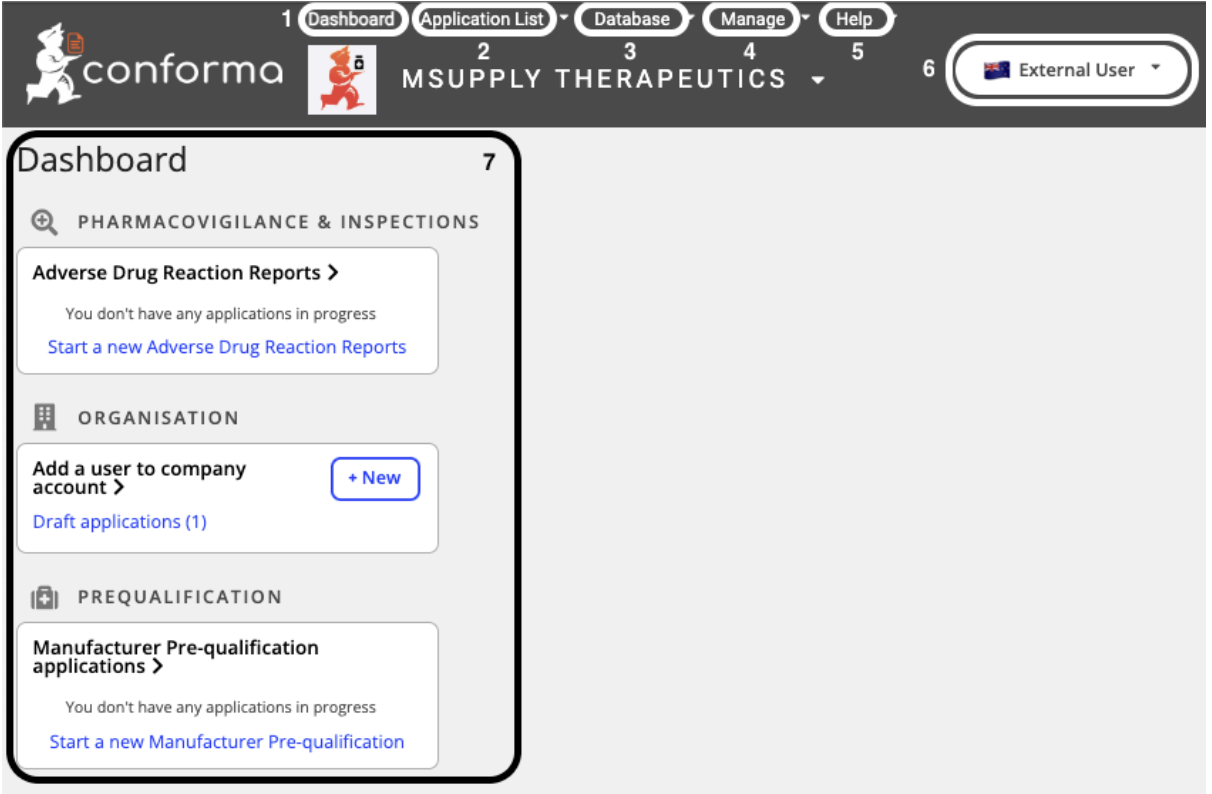 1 Dashboard Application List Database Manage Help
2 3 4 5
conforma MSUPPLY THERAPEUTICS 6 External User
Dashboard 7
PHARMACOVIGILANCE & INSPECTIONS
Adverse Drug Reaction Reports
You don't have any applications in progress
Start a new Adverse Drug Reaction Reports
ORGANISATION
Add a user to company
account
+ New
Draft applications (1)
PREQUALIFICATION
Manufacturer Pre-qualification
applications
You don't have any applications in progress
Start a new Manufacturer Pre-qualification